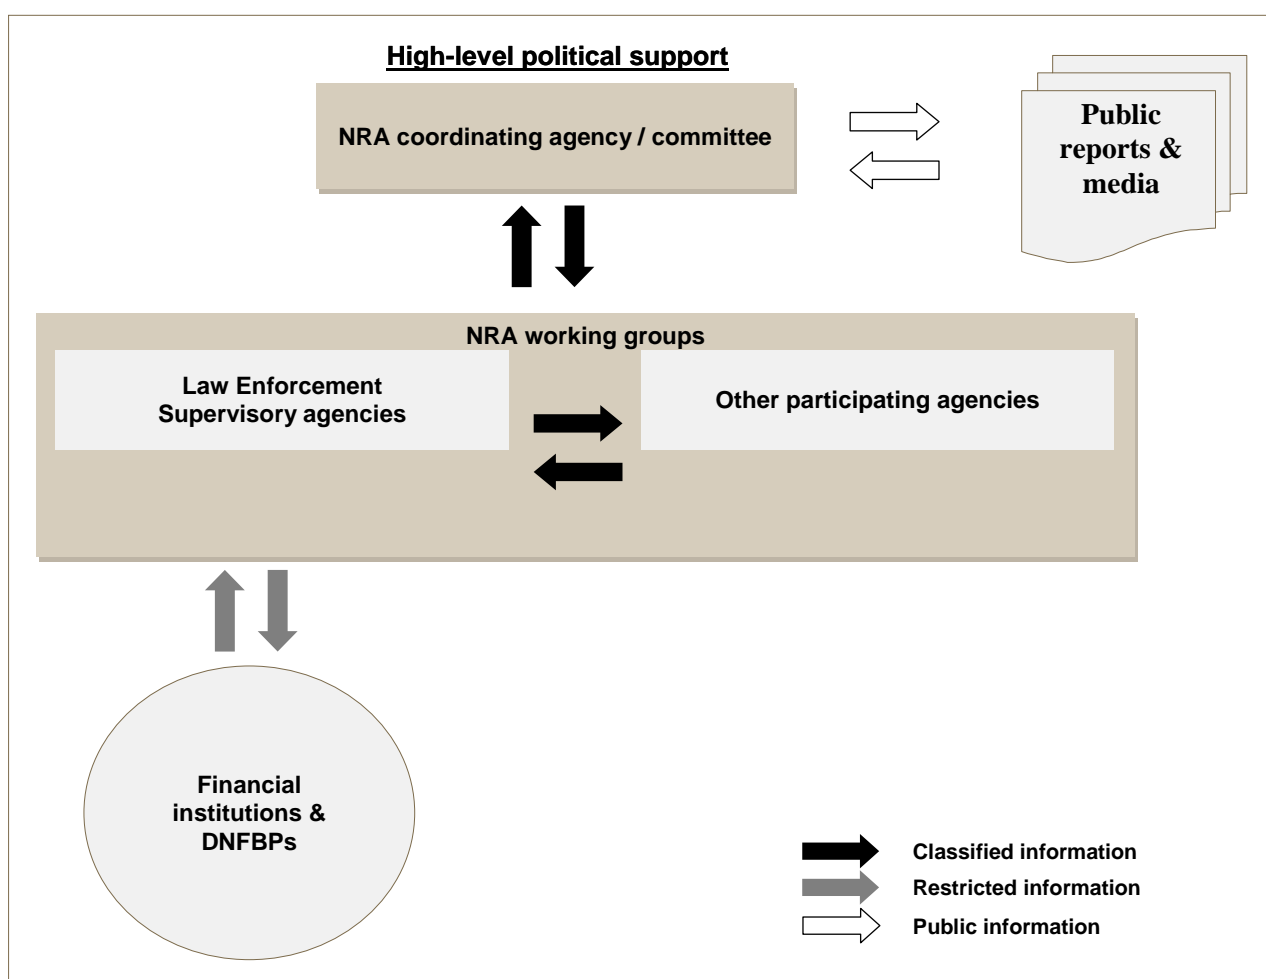 High-level political support
NRA coordinating agency / committee
Public
reports &
media
NRA working groups
Law Enforcement
Supervisory agencies
Other participating agencies
Financial
institutions &
DNFBPs
Classified information
Restricted information
Public information